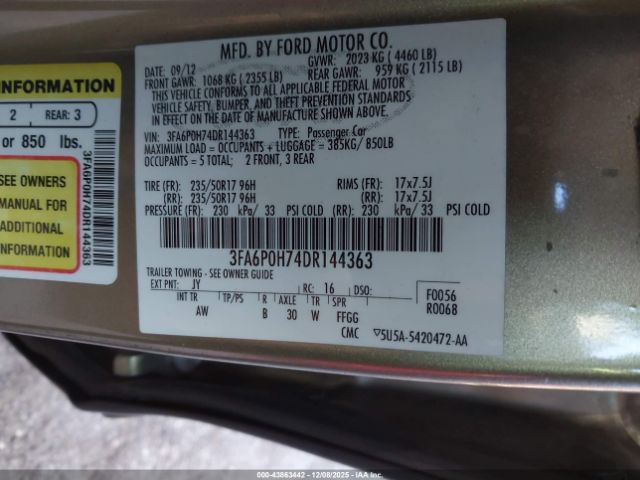 MFD. BY FORD MOTOR CO.
DATE: 09/12 GVWR: 2023 KG ( 4460 LB)
FRONT GAWR: 1068 KG ( 2355 LB) REAR GAWR: 959 KG ( 2115 LB)
THIS VEHICLE CONFORMS TO ALL APPLICABLE FEDERAL MOTOR
VEHICLE SAFETY, BUMPER, AND THEFT PREVENTION STANDARDS
IN EFFECT ON THE DATE OF MANUFACTURE SHOWN ABOVE.
VIN: 3FA6P0H74DR144363 TYPE: Passenger Car
MAXIMUM LOAD = OCCUPANTS + LUGGAGE = 385KG/ 850LB
OCCUPANTS = 5 TOTAL; 2 FRONT, 3 REAR
TIRE (FR): 235/50R17 96H RIMS (FR): 17x7.5J
(RR): 235/50R17 96H (RR): 17x7.5J
PRESSURE (FR): 230 kPa/ 33 PSI COLD (RR): 230 kPa/ 33 PSI COLD
3FA6P0H74DR144363
TRAILER TOWING - SEE OWNER GUIDE
EXT PNT: JY RC: 16 DSO: F0056
INT TR TP/PS R AXLE TR SPR R0068
AW B 30 W FFGG
CMC ▽5U5A-5420472-AA
INFORMATION
2 REAR: 3
or 850 lbs.
SEE OWNERS
MANUAL FOR
ADDITIONAL
INFORMATION
3FA6P0H74DR144363
000-43863442 - 12/08/2025 - IAA Inc.